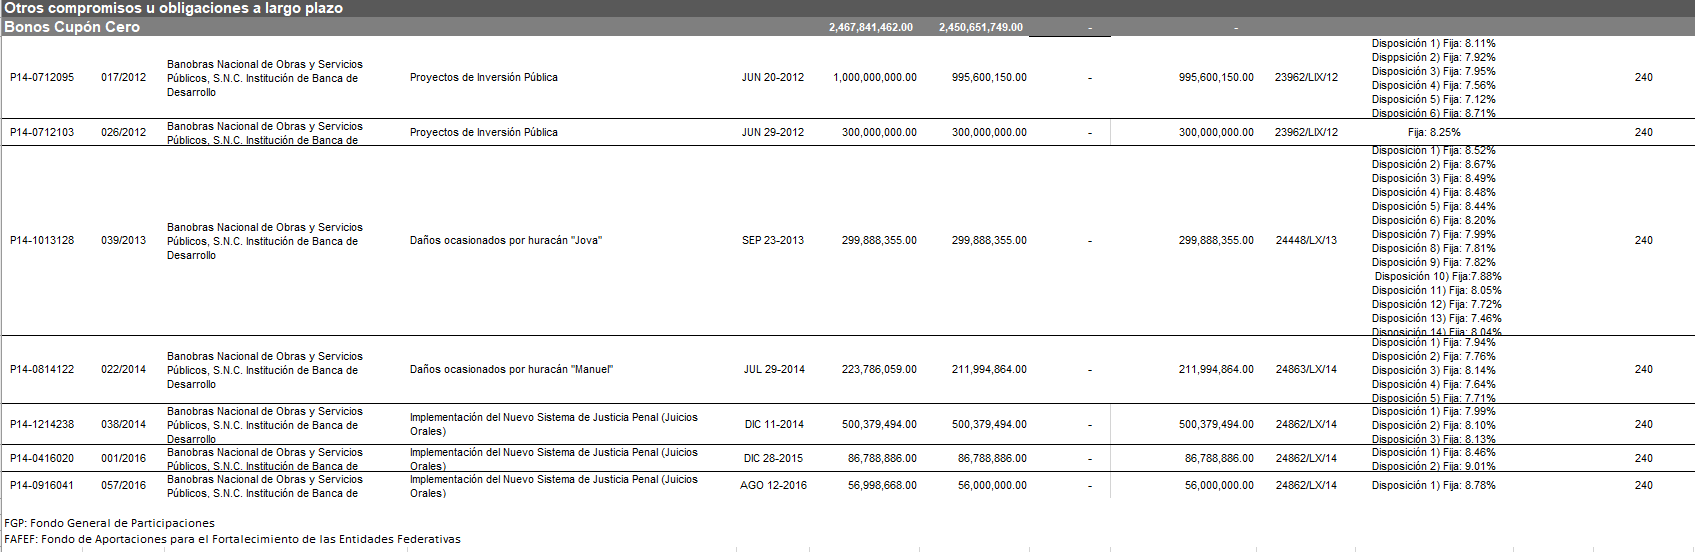 Otros compromisos u obligaciones a largo plazo
Bonos Cupón Cero 2,467,841,462.00 2,450,651,749.00 - -
P14-0712095 017/2012 Banobras Nacional de Obras y Servicios Públicos, S.N.C. Institución de Banca de Desarrollo Proyectos de Inversión Pública JUN 20-2012 1,000,000,000.00 995,600,150.00 - 995,600,150.00 23962/LIX/12 Disposición 1) Fija: 8.11%
Dispsición 2) Fija: 7.92%
Disposición 3) Fija: 7.95%
Disposición 4) Fija: 7.56%
Disposición 5) Fija: 7.12%
Disposición 6) Fija: 8.71% 240
P14-0712103 026/2012 Banobras Nacional de Obras y Servicios Públicos, S.N.C. Institución de Banca de Proyectos de Inversión Pública JUN 29-2012 300,000,000.00 300,000,000.00 - 300,000,000.00 23962/LIX/12 Fija: 8.25% 240
P14-1013128 039/2013 Banobras Nacional de Obras y Servicios Públicos, S.N.C. Institución de Banca de Desarrollo Daños ocasionados por huracán "Jova" SEP 23-2013 299,888,355.00 299,888,355.00 - 299,888,355.00 24448/LX/13 Disposición 1) Fija: 8.52%
Disposición 2) Fija: 8.67%
Disposición 3) Fija: 8.49%
Disposición 4) Fija: 8.48%
Disposición 5) Fija: 8.44%
Disposición 6) Fija: 8.20%
Disposición 7) Fija: 7.99%
Disposición 8) Fija: 7.81%
Disposición 9) Fija: 7.82%
Disposición 10) Fija:7.88%
Disposición 11) Fija: 8.05%
Disposición 12) Fija: 7.72%
Disposición 13) Fija: 7.46%
Disposición 14) Fija: 8.04% 240
P14-0814122 022/2014 Banobras Nacional de Obras y Servicios Públicos, S.N.C. Institución de Banca de Desarrollo Daños ocasionados por huracán "Manuel" JUL 29-2014 223,786,059.00 211,994,864.00 - 211,994,864.00 24863/LX/14 Disposición 1) Fija: 7.94%
Disposición 2) Fija: 7.76%
Disposición 3) Fija: 8.14%
Disposición 4) Fija: 7.64%
Disposición 5) Fija: 7.71% 240
P14-1214238 038/2014 Banobras Nacional de Obras y Servicios Públicos, S.N.C. Institución de Banca de Desarrollo Implementación del Nuevo Sistema de Justicia Penal (Juicios Orales) DIC 11-2014 500,379,494.00 500,379,494.00 - 500,379,494.00 24862/LX/14 Disposición 1) Fija: 7.99%
Disposición 2) Fija: 8.10%
Disposición 3) Fija: 8.13% 240
P14-0416020 001/2016 Banobras Nacional de Obras y Servicios Públicos, S.N.C. Institución de Banca de Implementación del Nuevo Sistema de Justicia Penal (Juicios Orales) DIC 28-2015 86,788,886.00 86,788,886.00 - 86,788,886.00 24862/LX/14 Disposición 1) Fija: 8.46%
Disposición 2) Fija: 9.01% 240
P14-0916041 057/2016 Banobras Nacional de Obras y Servicios Públicos, S.N.C. Institución de Banca de Implementación del Nuevo Sistema de Justicia Penal (Juicios Orales) AGO 12-2016 56,998,668.00 56,000,000.00 - 56,000,000.00 24862/LX/14 Disposición 1) Fija: 8.78% 240
FGP: Fondo General de Participaciones
FAFEF: Fondo de Aportaciones para el Fortalecimiento de las Entidades Federativas